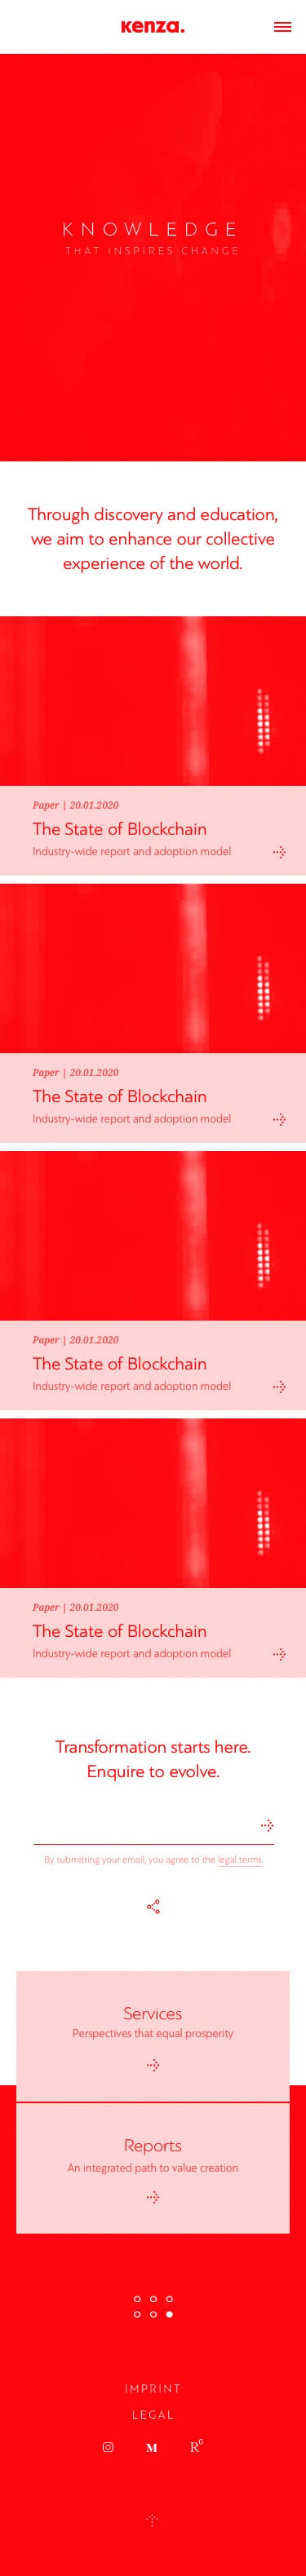 kenza.
KNOWLEDGE
THAT INSPIRES CHANGE
Through discovery and education,
we aim to enhance our collective
experience of the world.
Paper | 20.01.2020
The State of Blockchain
Industry-wide report and adoption model
Paper | 20.01.2020
The State of Blockchain
Industry-wide report and adoption model
Paper | 20.01.2020
The State of Blockchain
Industry-wide report and adoption model
Paper | 20.01.2020
The State of Blockchain
Industry-wide report and adoption model
Transformation starts here.
Enquire to evolve.
By submitting your email, you agree to the legal terms.
Services
Perspectives that equal prosperity
Reports
An integrated path to value creation
IMPRINT
LEGAL
M RG